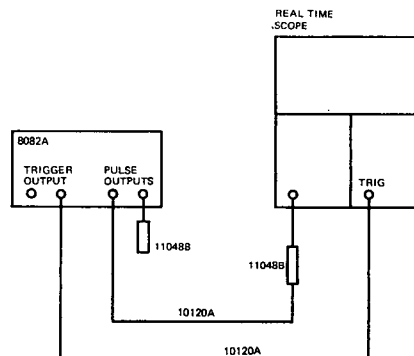 REAL TIME
SCOPE
8082A
TRIGGER
OUTPUT
PULSE
OUTPUTS
TRIG
11048B
11048B
10120A
10120A